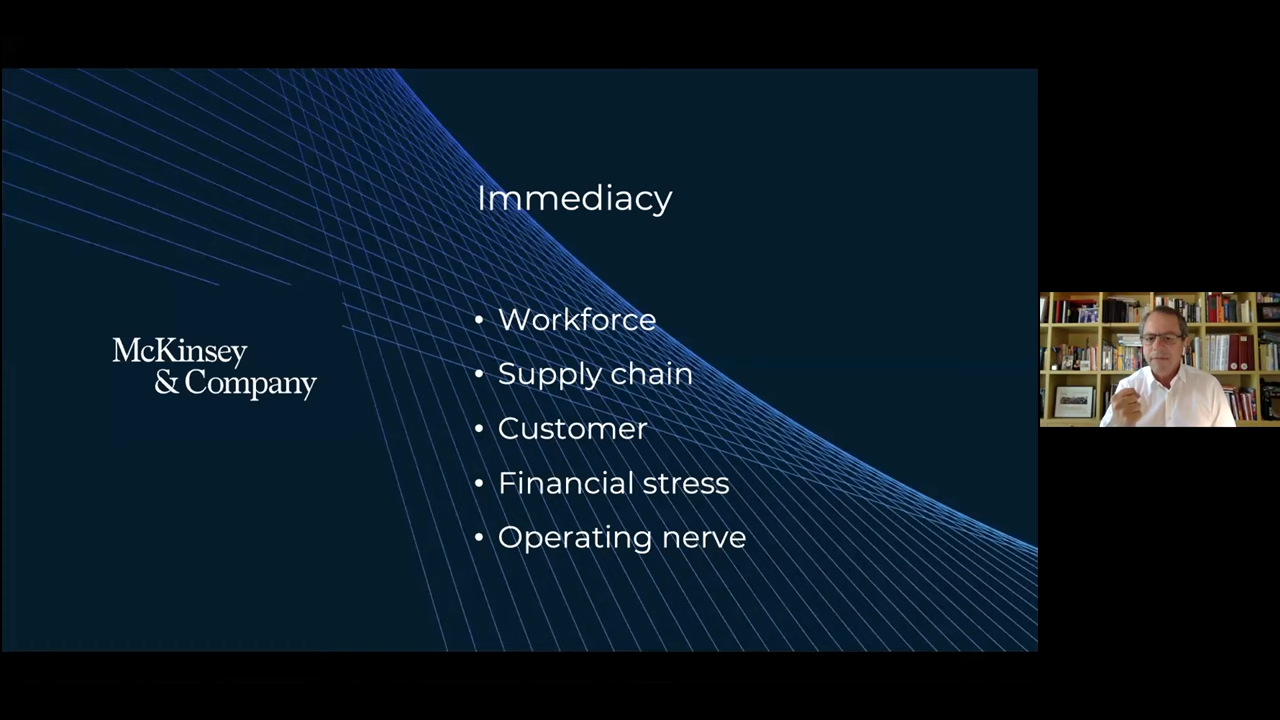 Immediacy
McKinsey
& Company
• Workforce
• Supply chain
• Customer
• Financial stress
• Operating nerve